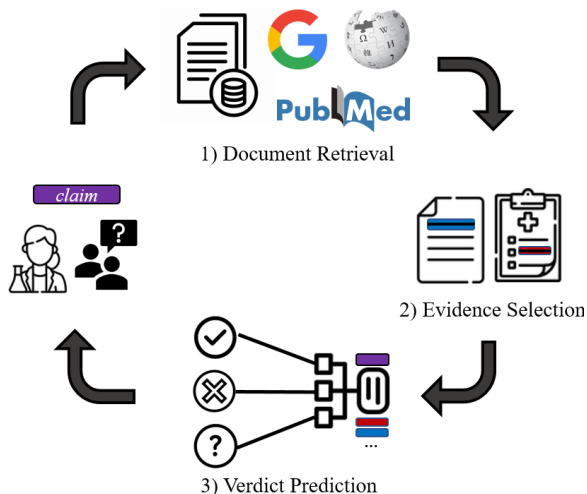 G
PubMed
1) Document Retrieval
claim
?
2) Evidence Selection
?
...
3) Verdict Prediction